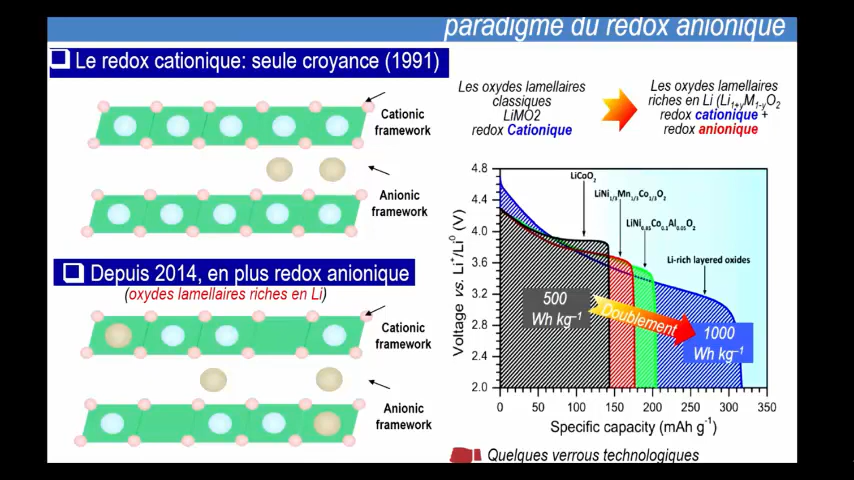 paradigme du redox anionique
Le redox cationique: seule croyance (1991)
Cationic
framework
Anionic
framework
Depuis 2014, en plus redox anionique
(oxydes lamellaires riches en Li)
Cationic
framework
Anionic
framework
Les oxydes lamellaires
classiques
LiMO2
redox Cationique
Les oxydes lamellaires
riches en Li (Li1+yM1-yO2
redox cationique +
redox anionique
4.8
4.4
4.0
3.6
3.2
2.8
2.4
2.0
Voltage vs. Li+/Li0 (V)
LiCoO2
LiNi1/3Mn1/3Co1/3O2
LiNi0.85Co0.1Al0.05O2
Li-rich layered oxides
500
Wh kg–1
Doublement
1000
Wh kg–1
0 50 100 150 200 250 300 350
Specific capacity (mAh g-1)
Quelques verrous technologiques